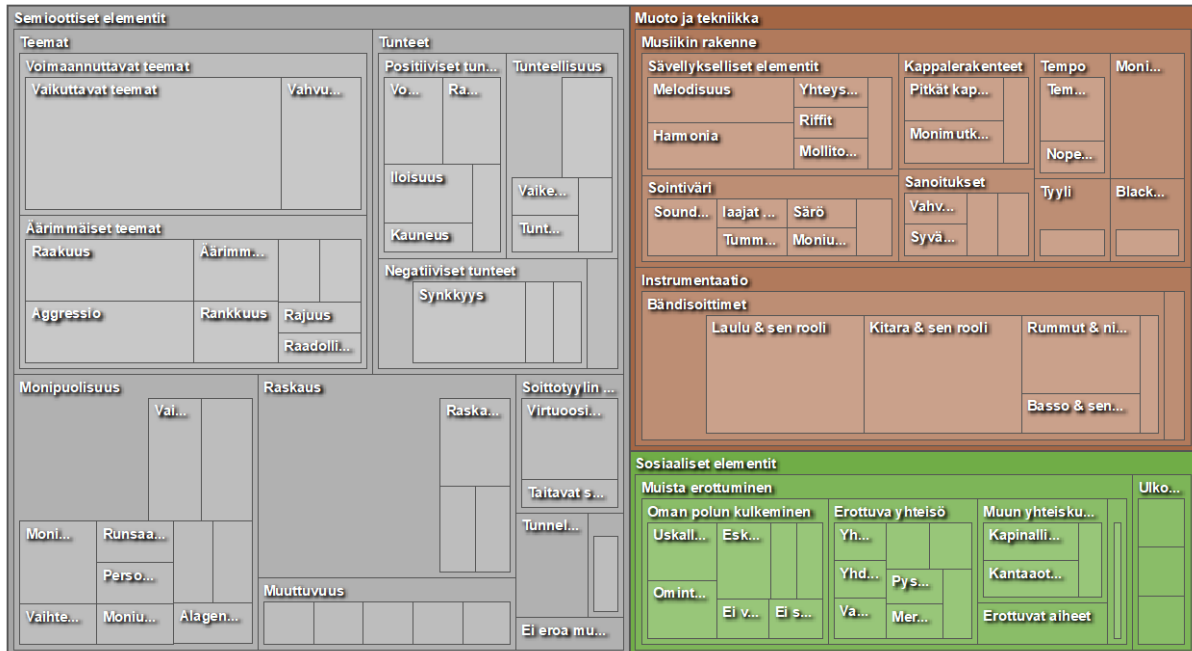 Semioottiset elementit
Teemat
Voimaannuttavat teemat
Vaikuttavat teemat
Vahvu...
Äärimmäiset teemat
Raakuus
Äärimm...
Aggressio
Rankkuus
Rajuus
Raadolli...
Tunteet
Positiiviset tun...
Vo...
Ra...
Iloisuus
Kauneus
Tunteellisuus
Vaike...
Tunt...
Negatiiviset tunteet
Synkkyys
Monipuolisuus
Vai...
Moni...
Runsaa...
Perso...
Vaihte...
Moniu...
Alagen...
Raskaus
Raska...
Muuttuvuus
Soittotyylin ...
Virtuoosi...
Taitavat s...
Tunnel...
Ei eroa mu...
Muoto ja tekniikka
Musiikin rakenne
Sävellykselliset elementit
Melodisuus
Yhteys...
Riffit
Harmonia
Mollito...
Kappalerakenteet
Pitkät kap...
Monimutk...
Tempo
Tem...
Nope...
Moni...
Sointiväri
Sound...
laajat ...
Särö
Tumm...
Moniu...
Sanoitukset
Vahv...
Syvä...
Tyyli
Black...
Instrumentaatio
Bändisoittimet
Laulu & sen rooli
Kitara & sen rooli
Rummut & ni...
Basso & sen...
Sosiaaliset elementit
Muista erottuminen
Oman polun kulkeminen
Uskall...
Esk...
Omint...
Ei v...
Ei s...
Erottuva yhteisö
Yh...
Yhd...
Pys...
Va...
Mer...
Muun yhteisku...
Kapinalli...
Kantaaot...
Erottuvat aiheet
Ulko...